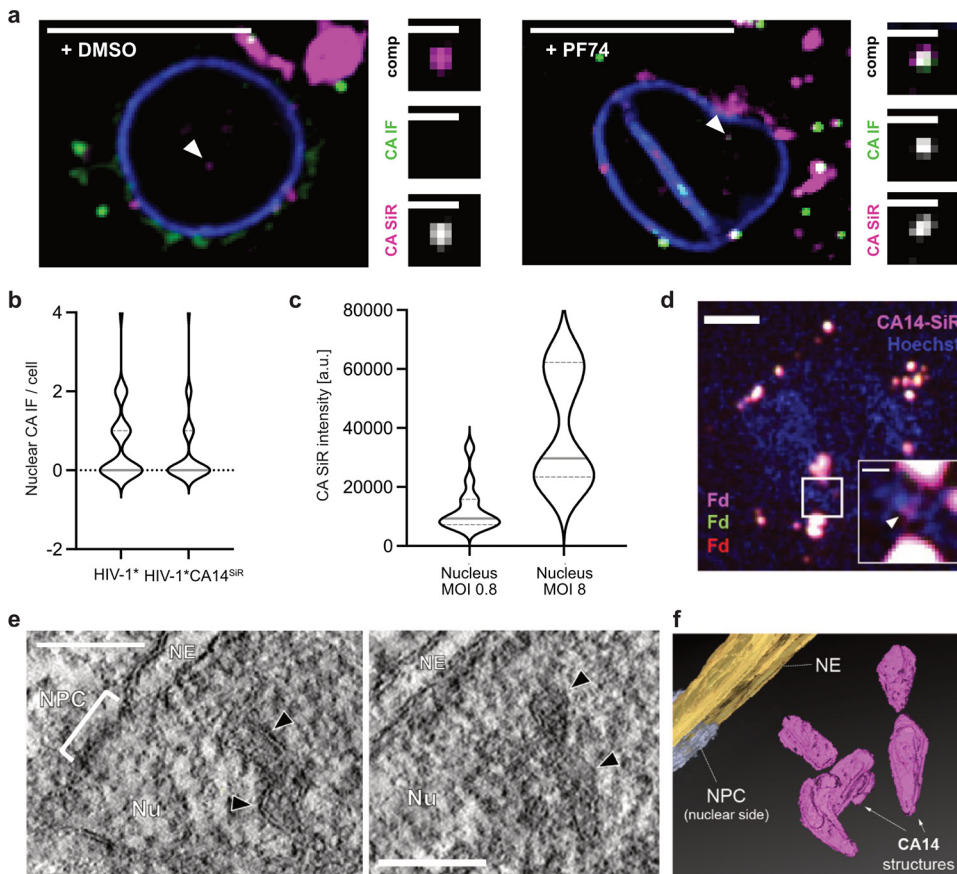 a
+ DMSO
comp
CA IF
CA SiR
+ PF74
comp
CA IF
CA SiR
b
Nuclear CA IF / cell
4
2
0
-2
HIV-1*
HIV-1*CA14SiR
c
CA SiR intensity [a.u.]
80000
60000
40000
20000
0
Nucleus
MOI 0.8
Nucleus
MOI 8
d
CA14-SiR
Hoechst
Fd
Fd
Fd
e
NE
NPC
Nu
NE
Nu
f
NE
NPC
(nuclear side)
CA14
structures